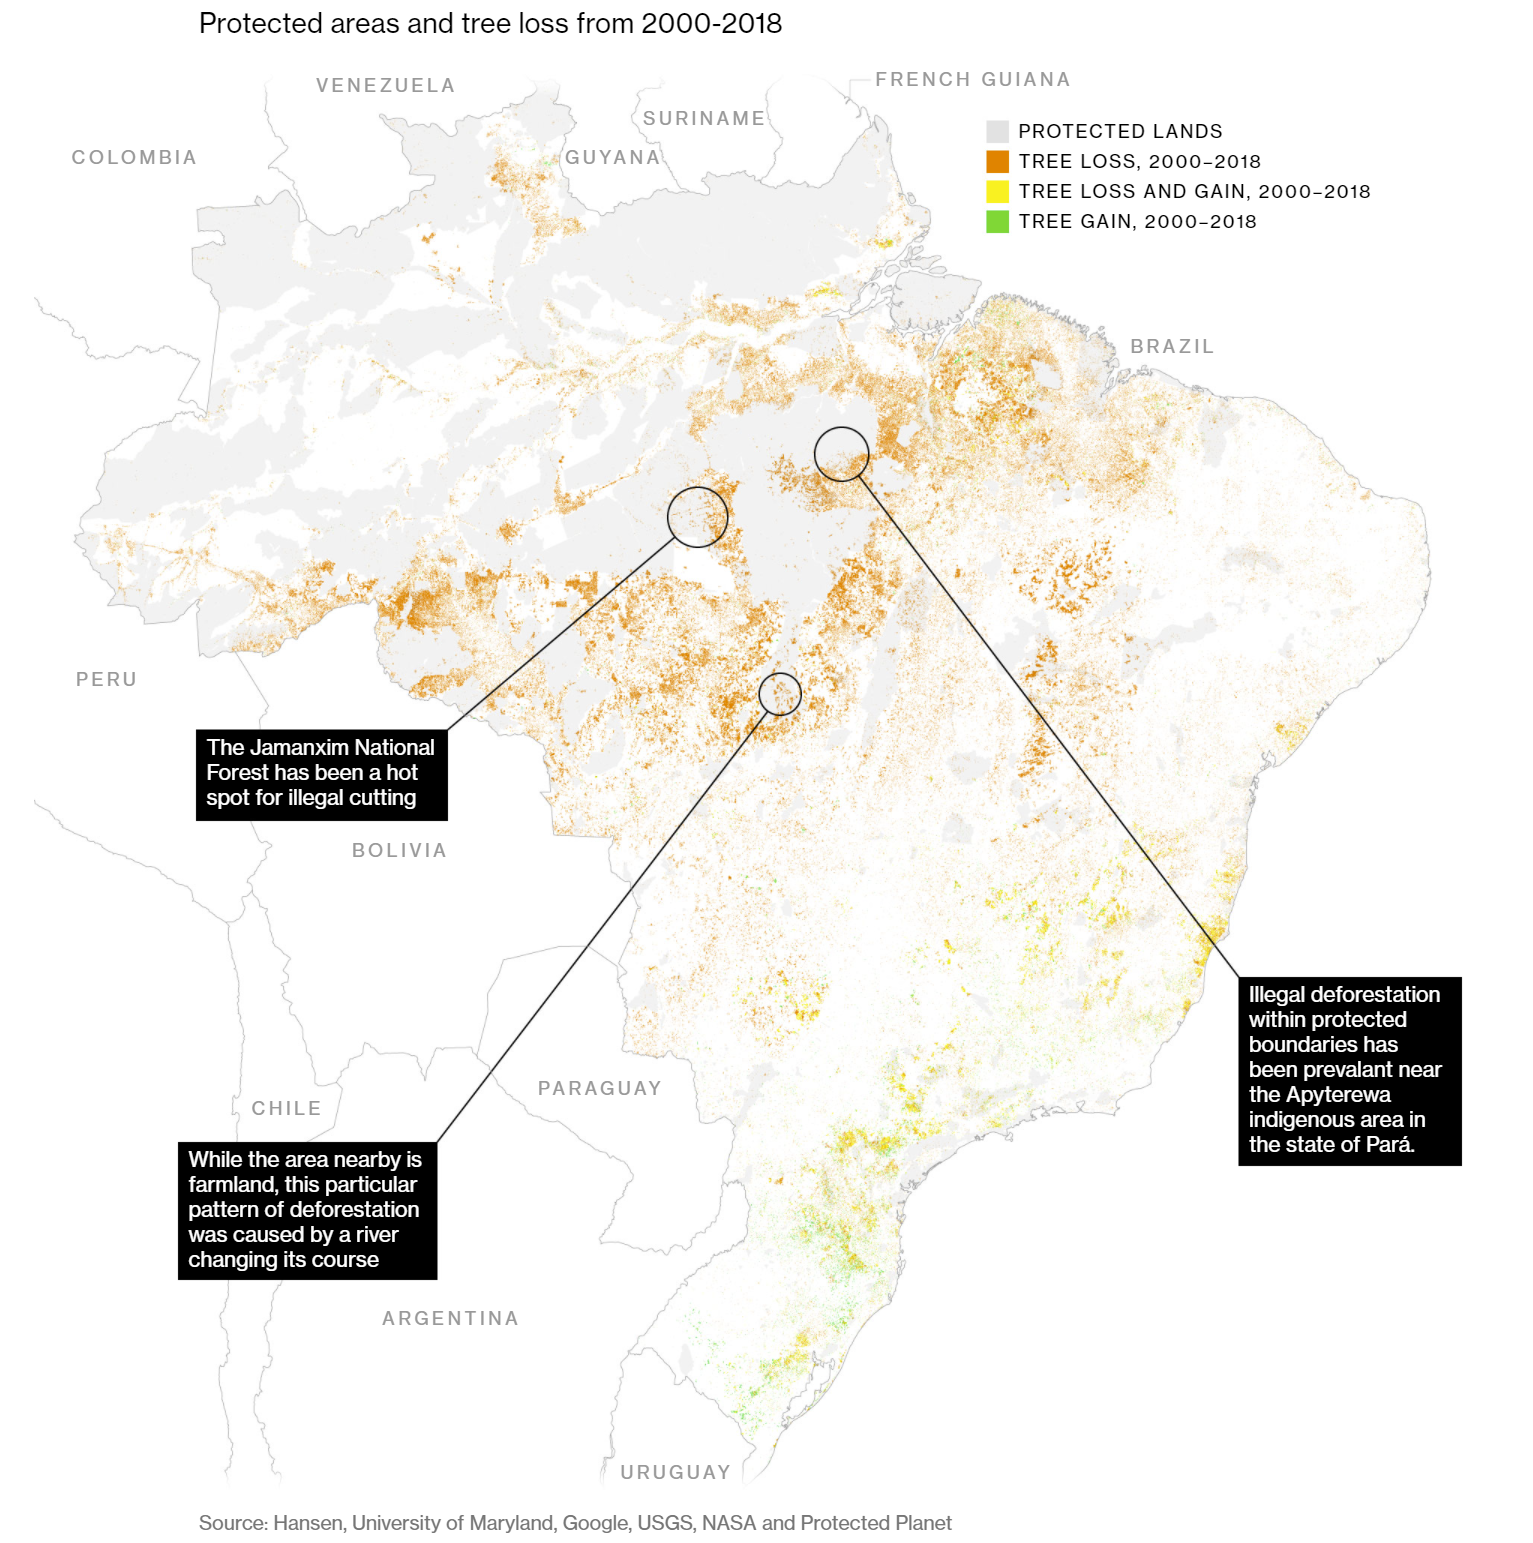 Protected areas and tree loss from 2000-2018
VENEZUELA
FRENCH GUIANA
SURINAME
COLOMBIA
GUYANA
PROTECTED LANDS
TREE LOSS, 2000–2018
TREE LOSS AND GAIN, 2000–2018
TREE GAIN, 2000–2018
BRAZIL
PERU
The Jamanxim National
Forest has been a hot
spot for illegal cutting
BOLIVIA
Illegal deforestation
within protected
boundaries has
been prevalant near
the Apyterewa
indigenous area in
the state of Pará.
PARAGUAY
CHILE
While the area nearby is
farmland, this particular
pattern of deforestation
was caused by a river
changing its course
ARGENTINA
URUGUAY
Source: Hansen, University of Maryland, Google, USGS, NASA and Protected Planet